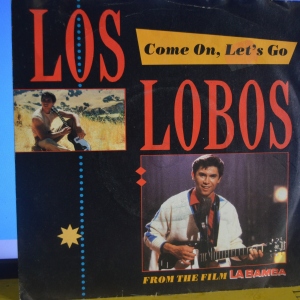 LOS
Come On, Let's Go
LOBOS
FROM THE FILM LA BAMBA